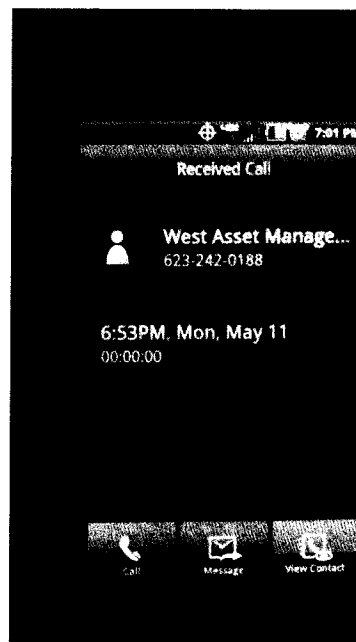 7:01 PM
Received Call
West Asset Manage...
623-242-0188
6:53PM, Mon, May 11
00:00:00
Call
Message
View Contact